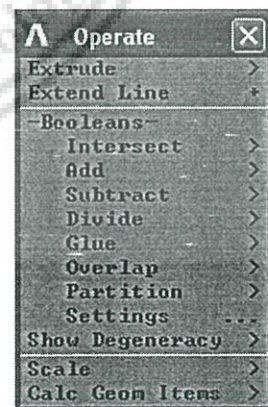 Λ Operate
Extrude >
Extend Line +
-Booleans-
Intersect >
Add >
Subtract >
Divide >
Glue >
Overlap >
Partition >
Settings ...
Show Degeneracy >
Scale >
Calc Geom Items >